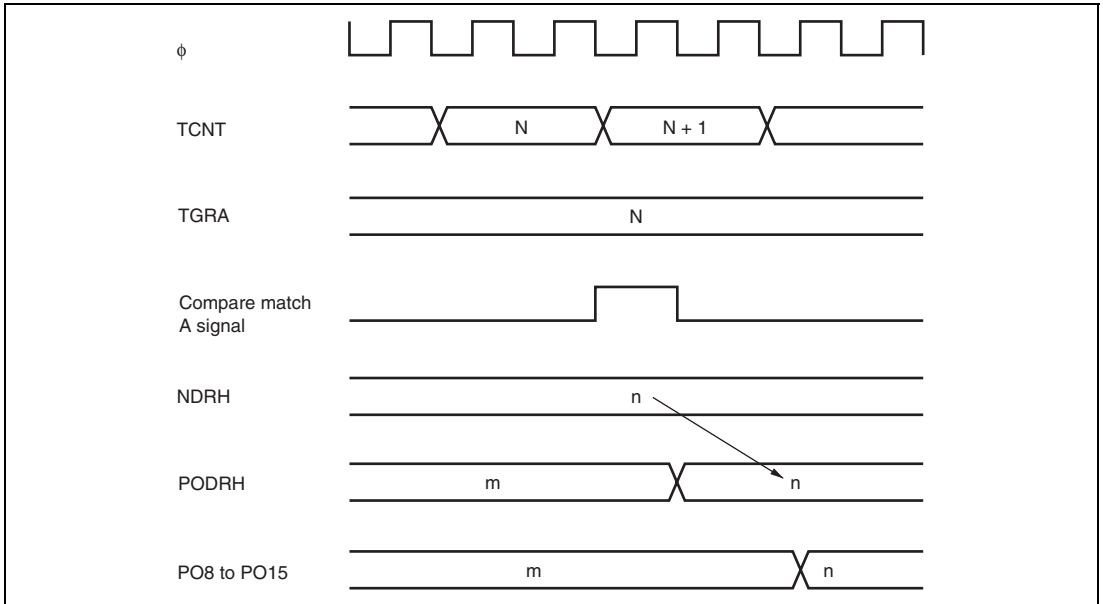 ϕ
TCNT
N
N + 1
TGRA
N
Compare match
A signal
NDRH
n
PODRH
m
n
PO8 to PO15
m
n